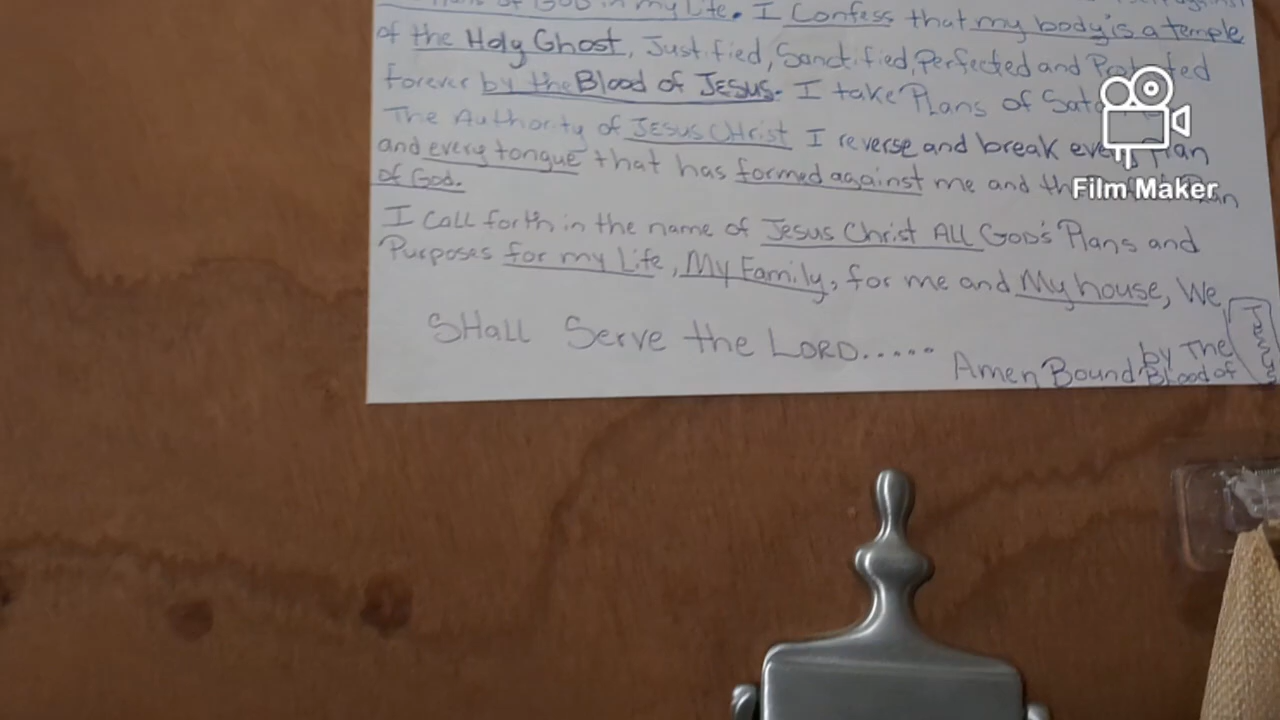 of God in my Life. I Confess that my body is a temple
of the Holy Ghost, Justified, Sanctified, Perfected and
Forever by the Blood of JESUS. I take Plans of
The Authority of JESUS CHrist I reverse and break every Plan
and every tongue that has formed against me and
of God.
I call forth in the name of Jesus Christ ALL GOD's Plans and
Purposes for my Life, My Family, for me and My house, We
SHall Serve the LORD.....
Amen Bound by The Blood of Jesus
Film Maker